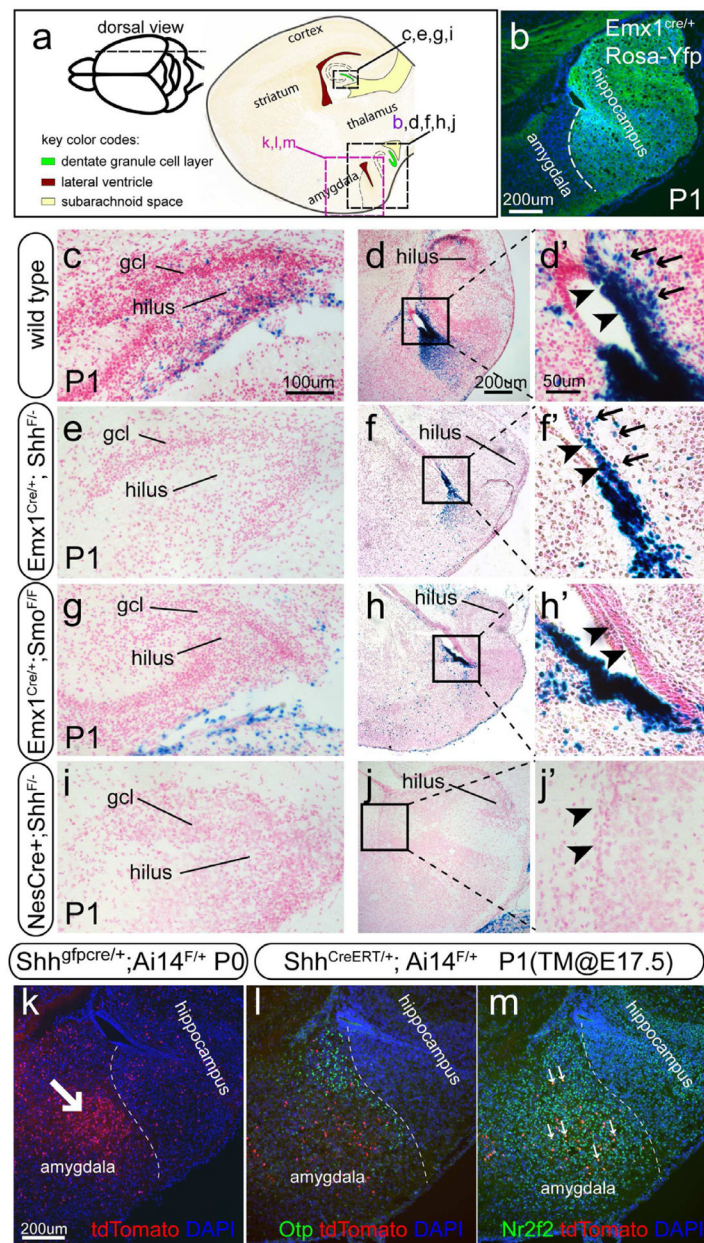 a
dorsal view
key color codes:
dentate granule cell layer
lateral ventricle
subarachnoid space
cortex
striatum
thalamus
amygdala
c,e,g,i
b,d,f,h,j
k,l,m
b
Emx1cre/+
Rosa-Yfp
hippocampus
amygdala
200um
P1
wild type
c
gcl
hilus
P1
100um
d
hilus
200um
d'
50um
Emx1Cre/+; ShhF/-
e
gcl
hilus
P1
f
hilus
f'
Emx1Cre/+;SmoF/F
g
gcl
hilus
P1
h
hilus
h'
NesCre+;ShhF/-
i
gcl
hilus
P1
j
hilus
j'
Shhgfpcre/+;Ai14F/+ P0
ShhCreERT/+; Ai14F/+ P1(TM@E17.5)
k
hippocampus
amygdala
200um
tdTomato DAPI
l
hippocampus
amygdala
Otp tdTomato DAPI
m
hippocampus
amygdala
Nr2f2 tdTomato DAPI